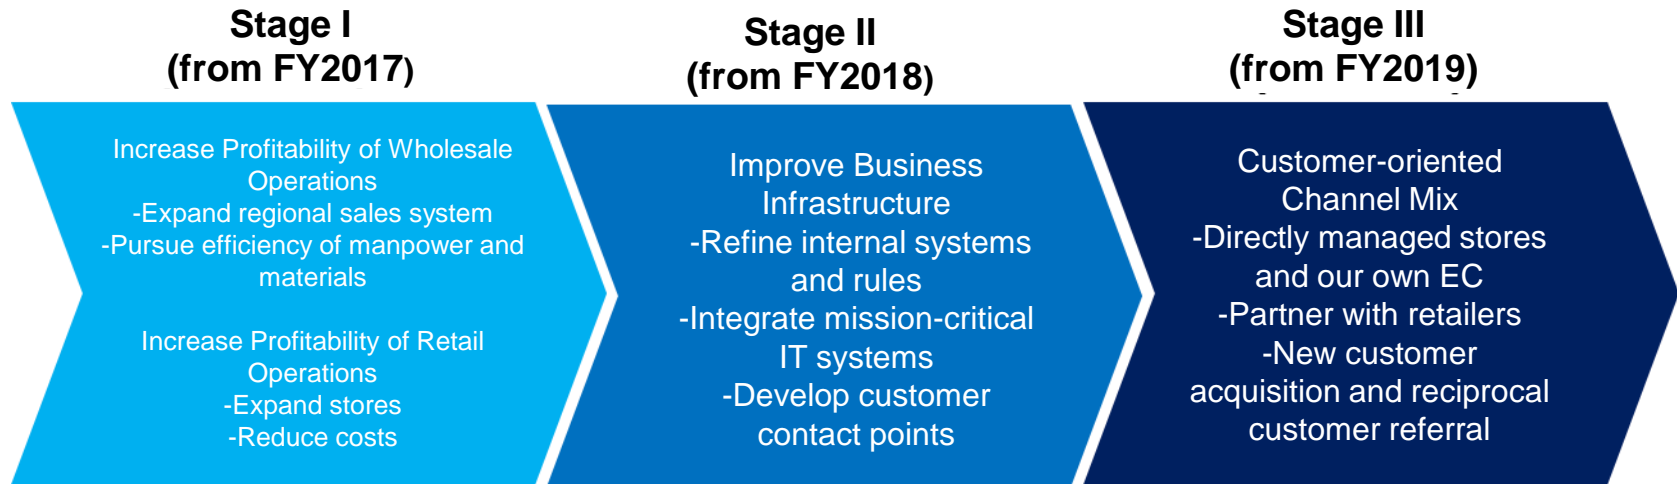 Stage I
(from FY2017)
Increase Profitability of Wholesale
Operations
-Expand regional sales system
-Pursue efficiency of manpower and
materials
Increase Profitability of Retail
Operations
-Expand stores
-Reduce costs
Stage II
(from FY2018)
Improve Business
Infrastructure
-Refine internal systems
and rules
-Integrate mission-critical
IT systems
-Develop customer
contact points
Stage III
(from FY2019)
Customer-oriented
Channel Mix
-Directly managed stores
and our own EC
-Partner with retailers
-New customer
acquisition and reciprocal
customer referral